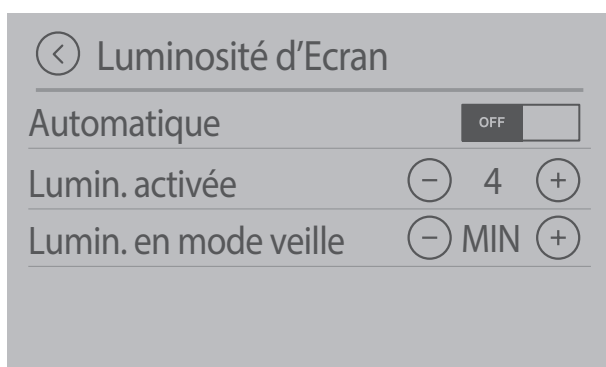 Luminosité d'Ecran
Automatique OFF
Lumin. activée 4
Lumin. en mode veille MIN